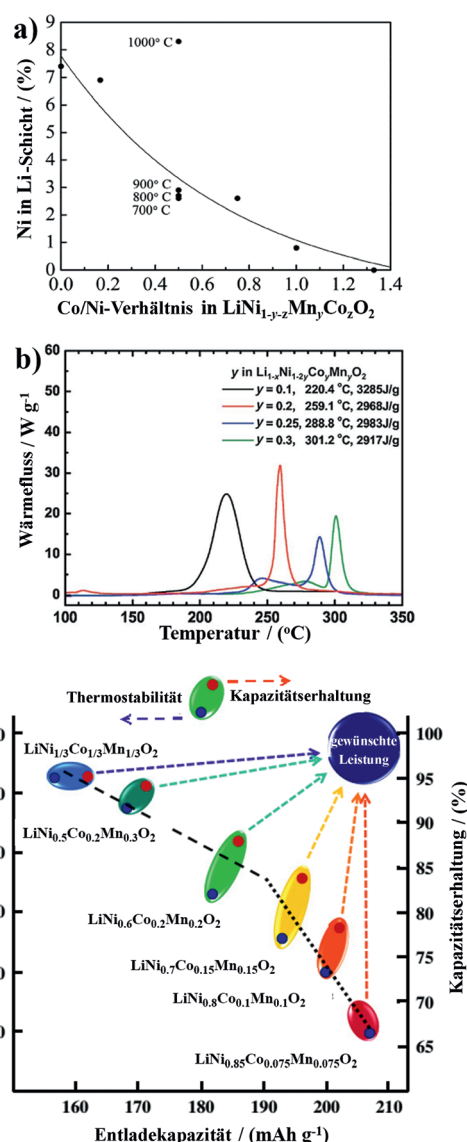 a)
Ni in Li-Schicht / (%)
9
8
7
6
5
4
3
2
1
0
1000° C
900° C
800° C
700° C
0.0 0.2 0.4 0.6 0.8 1.0 1.2 1.4
Co/Ni-Verhältnis in LiNi1-y-zMnyCozO2
b)
Wärmefluss / W g-1
60
50
40
30
20
10
0
y in Li1-xNi1-2yCoyMnyO2
y = 0.1, 220.4 °C, 3285J/g
y = 0.2, 259.1 °C, 2968J/g
y = 0.25, 288.8 °C, 2983J/g
y = 0.3, 301.2 °C, 2917J/g
100 150 200 250 300 350
Temperatur / (°C)
Thermostabilität
Kapazitätserhaltung
gewünschte
Leistung
LiNi1/3Co1/3Mn1/3O2
LiNi0.5Co0.2Mn0.3O2
LiNi0.6Co0.2Mn0.2O2
LiNi0.7Co0.15Mn0.15O2
LiNi0.8Co0.1Mn0.1O2
LiNi0.85Co0.075Mn0.075O2
100
95
90
85
80
75
70
65
Kapazitätserhaltung / (%)
160 170 180 190 200 210
Entladekapazität / (mAh g-1)